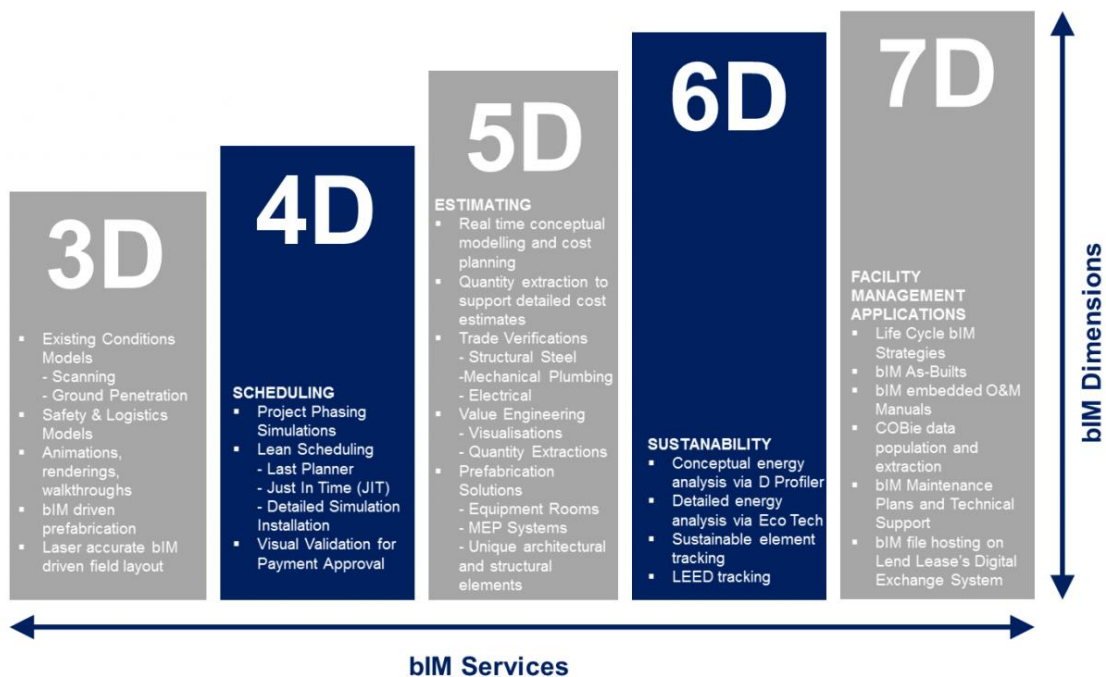 3D
▪ Existing Conditions
Models
- Scanning
- Ground Penetration
▪ Safety & Logistics
Models
▪ Animations,
renderings,
walkthroughs
▪ bIM driven
prefabrication
▪ Laser accurate bIM
driven field layout
4D
SCHEDULING
▪ Project Phasing
Simulations
▪ Lean Scheduling
- Last Planner
- Just In Time (JIT)
- Detailed Simulation
Installation
▪ Visual Validation for
Payment Approval
5D
ESTIMATING
▪ Real time conceptual
modelling and cost
planning
▪ Quantity extraction to
support detailed cost
estimates
▪ Trade Verifications
- Structural Steel
-Mechanical Plumbing
- Electrical
▪ Value Engineering
- Visualisations
- Quantity Extractions
▪ Prefabrication
Solutions
- Equipment Rooms
- MEP Systems
- Unique architectural
and structural
elements
6D
SUSTANABILITY
▪ Conceptual energy
analysis via D Profiler
▪ Detailed energy
analysis via Eco Tech
▪ Sustainable element
tracking
▪ LEED tracking
7D
FACILITY
MANAGEMENT
APPLICATIONS
▪ Life Cycle bIM
Strategies
▪ bIM As-Builts
▪ bIM embedded O&M
Manuals
▪ COBie data
population and
extraction
▪ bIM Maintenance
Plans and Technical
Support
▪ bIM file hosting on
Lend Lease's Digital
Exchange System
bIM Dimensions
bIM Services